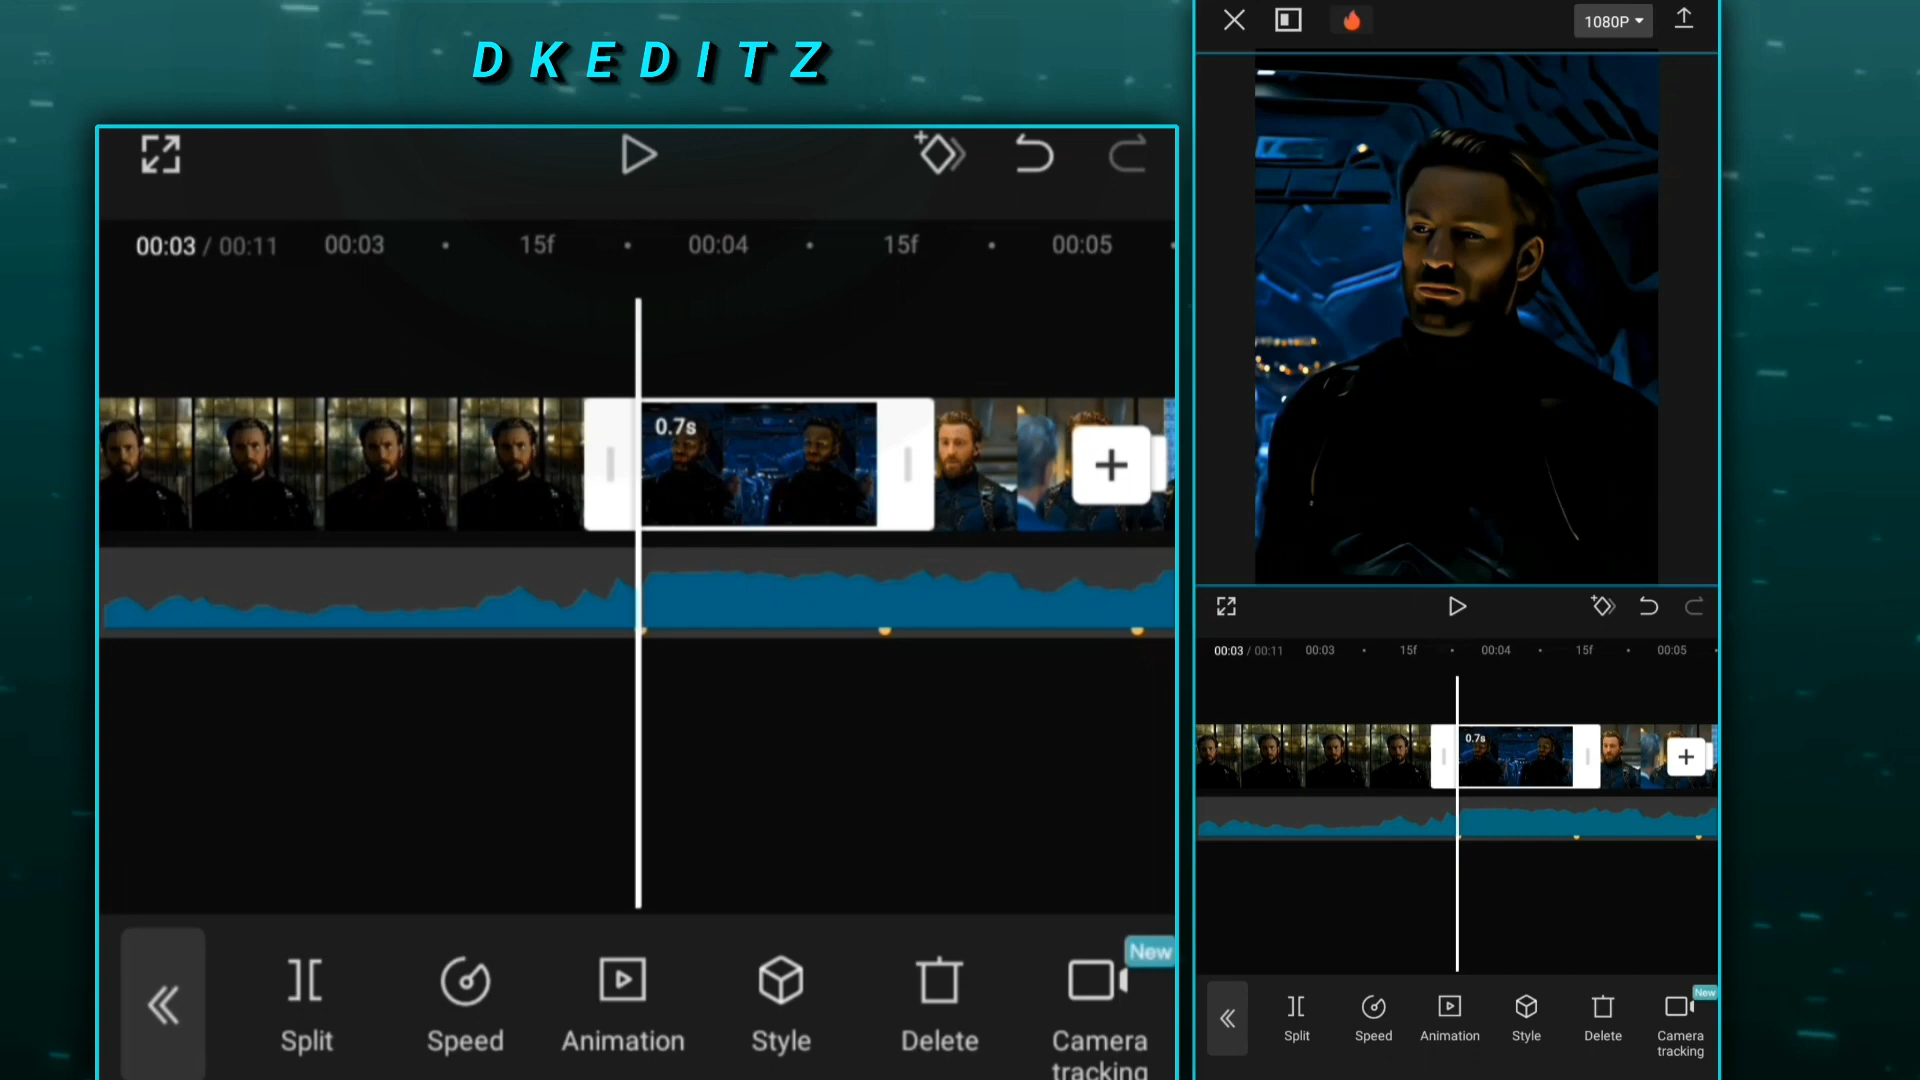 DKEDITZ
00:03 / 00:11 00:03 15f 00:04 15f 00:05
0.7s
New
Split Speed Animation Style Delete Camera tracking
1080P
00:03 / 00:11 00:03 15f 00:04 15f 00:05
0.7s
New
Split Speed Animation Style Delete Camera
tracking